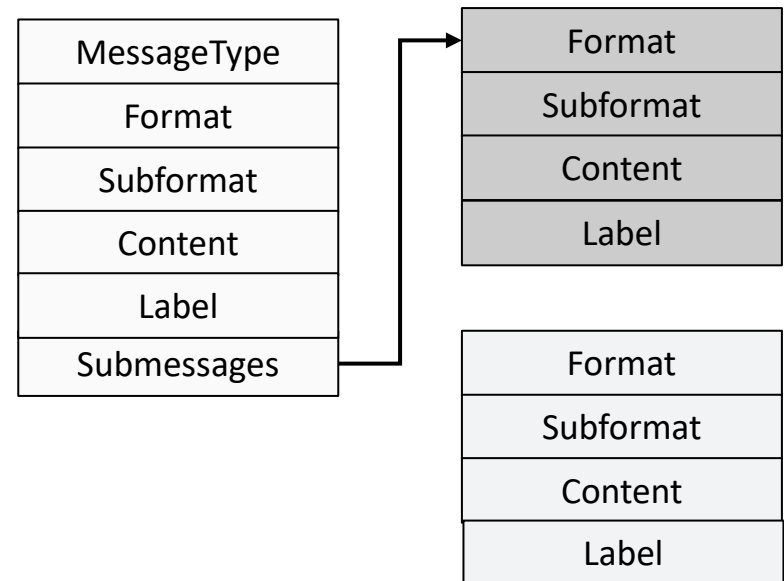 MessageType
Format
Subformat
Content
Label
Submessages
Format
Subformat
Content
Label
Format
Subformat
Content
Label